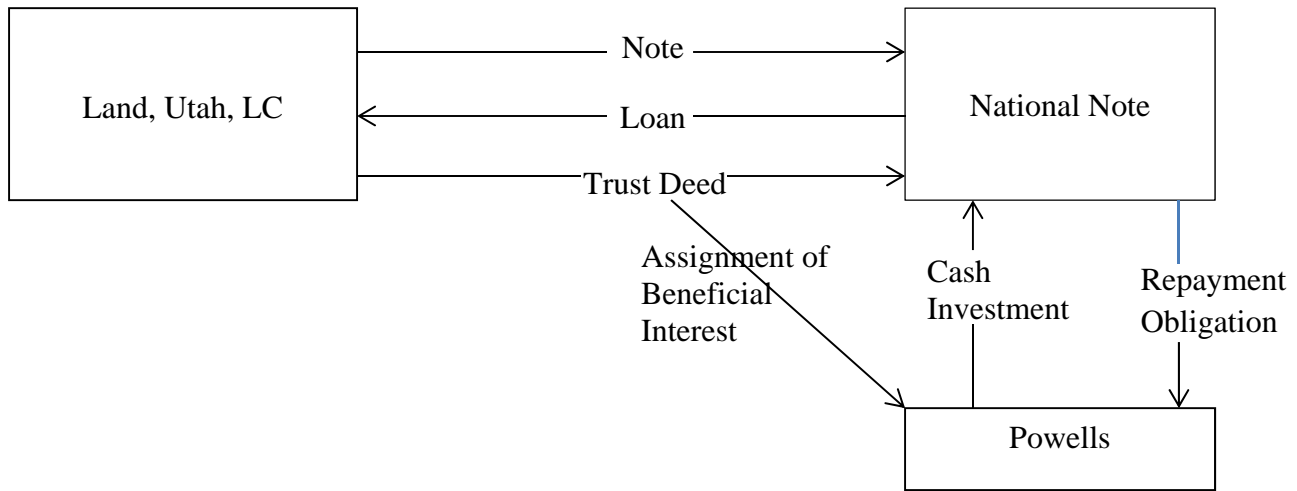 Note
Land, Utah, LC
National Note
Loan
Trust Deed
Assignment of
Beneficial
Interest
Cash
Investment
Repayment
Obligation
Powells